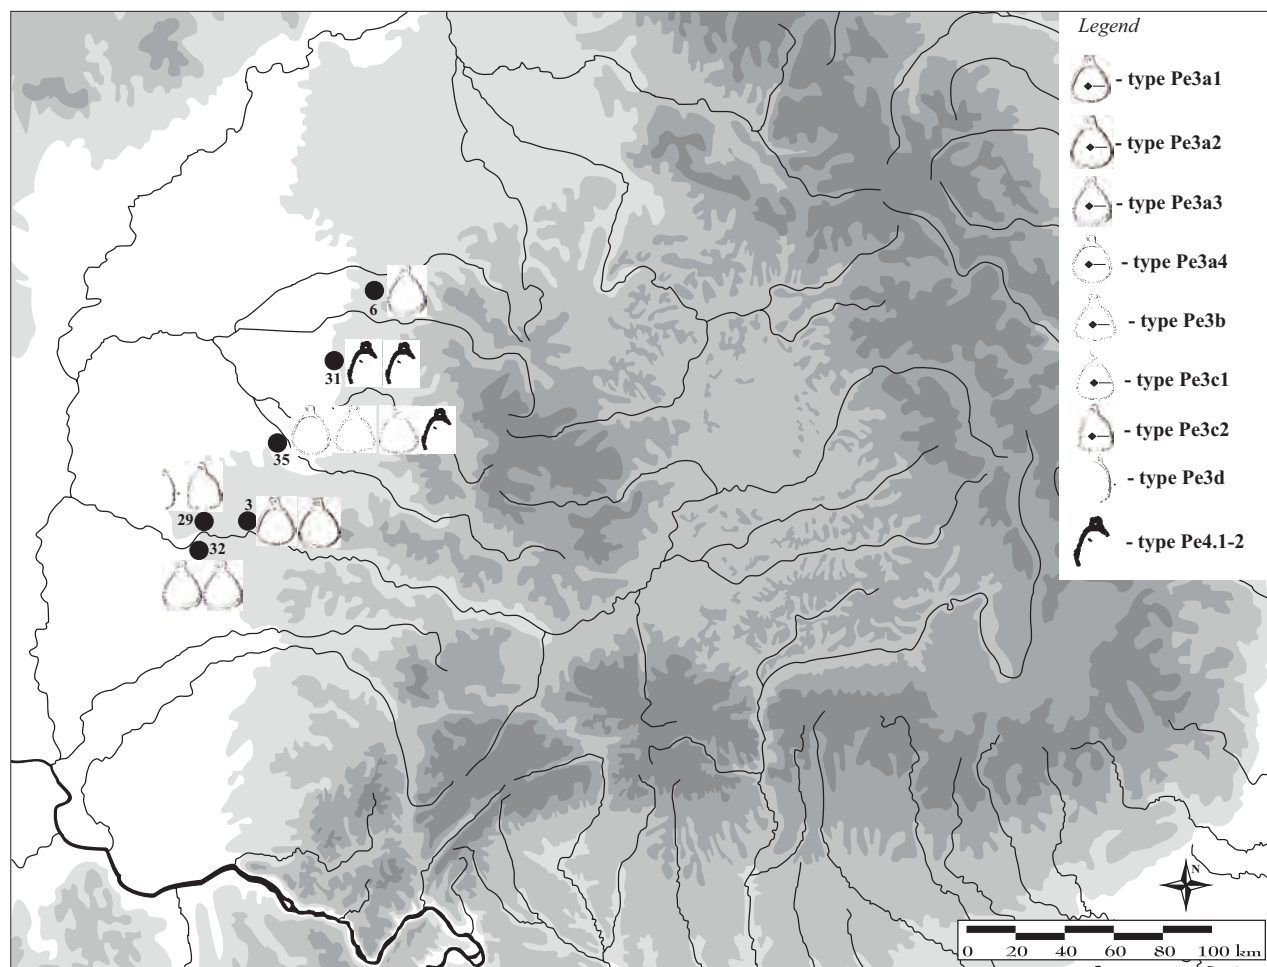 Legend
- type Pe3a1
- type Pe3a2
- type Pe3a3
- type Pe3a4
- type Pe3b
- type Pe3c1
- type Pe3c2
- type Pe3d
- type Pe4.1-2
6
31
35
3
29
32
N
0 20 40 60 80 100 km